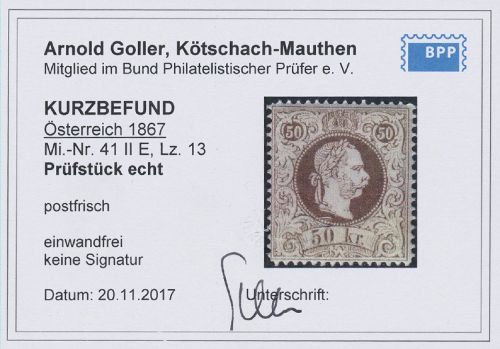 Arnold Goller, Kötschach-Mauthen
Mitglied im Bund Philatelistischer Prüfer e. V.
BPP
KURZBEFUND
Österreich 1867
Mi.-Nr. 41 II E, Lz. 13
Prüfstück echt
postfrisch
einwandfrei
keine Signatur
Datum: 20.11.2017
Unterschrift:
50 50
50 Kr.